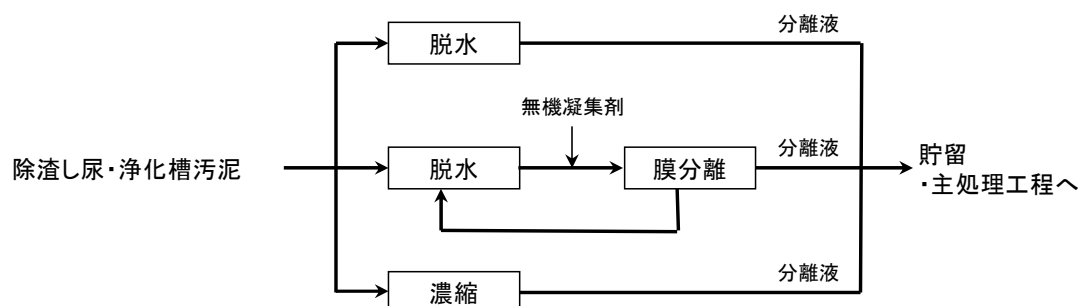 分離液
脱水
無機凝集剤
除渣し尿・浄化槽汚泥
脱水
膜分離
分離液
貯留
・主処理工程へ
分離液
濃縮